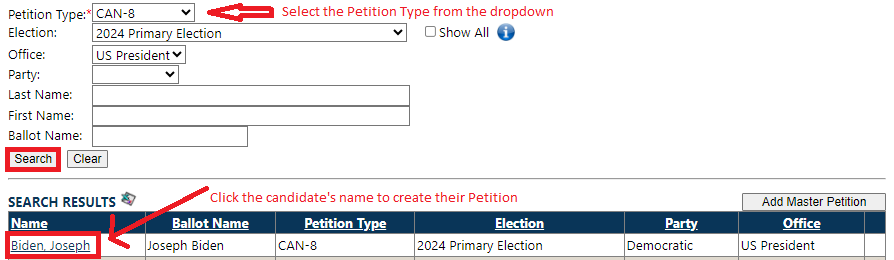 Petition Type:* CAN-8 Select the Petition Type from the dropdown
Election: 2024 Primary Election Show All i
Office: US President
Party:
Last Name:
First Name:
Ballot Name:
Search Clear
SEARCH RESULTS Click the candidate's name to create their Petition Add Master Petition
Name Ballot Name Petition Type Election Party Office
Biden, Joseph Joseph Biden CAN-8 2024 Primary Election Democratic US President